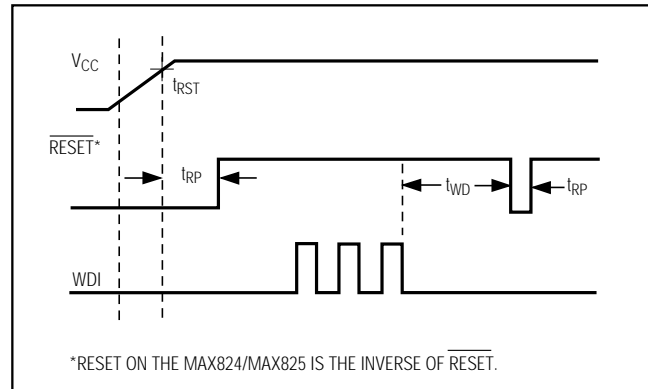 VCC
tRST
RESET*
tRP
tWD
tRP
WDI
*RESET ON THE MAX824/MAX825 IS THE INVERSE OF RESET.